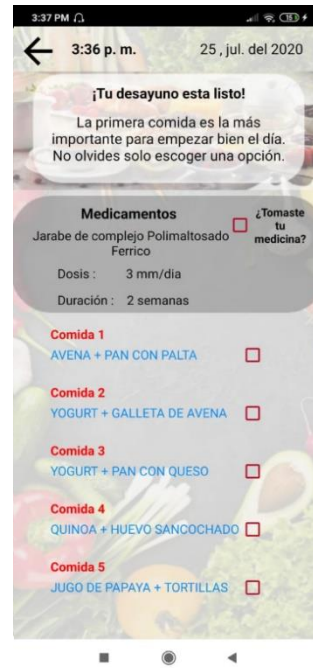 3:37 PM
3:36 p. m.
25 , jul. del 2020
¡Tu desayuno esta listo!
La primera comida es la más
importante para empezar bien el día.
No olvides solo escoger una opción.
Medicamentos
Jarabe de complejo Polimaltosado
Ferrico
¿Tomaste
tu
medicina?
Dosis : 3 mm/dia
Duración : 2 semanas
Comida 1
AVENA + PAN CON PALTA
Comida 2
YOGURT + GALLETA DE AVENA
Comida 3
YOGURT + PAN CON QUESO
Comida 4
QUINOA + HUEVO SANCOCHADO
Comida 5
JUGO DE PAPAYA + TORTILLAS